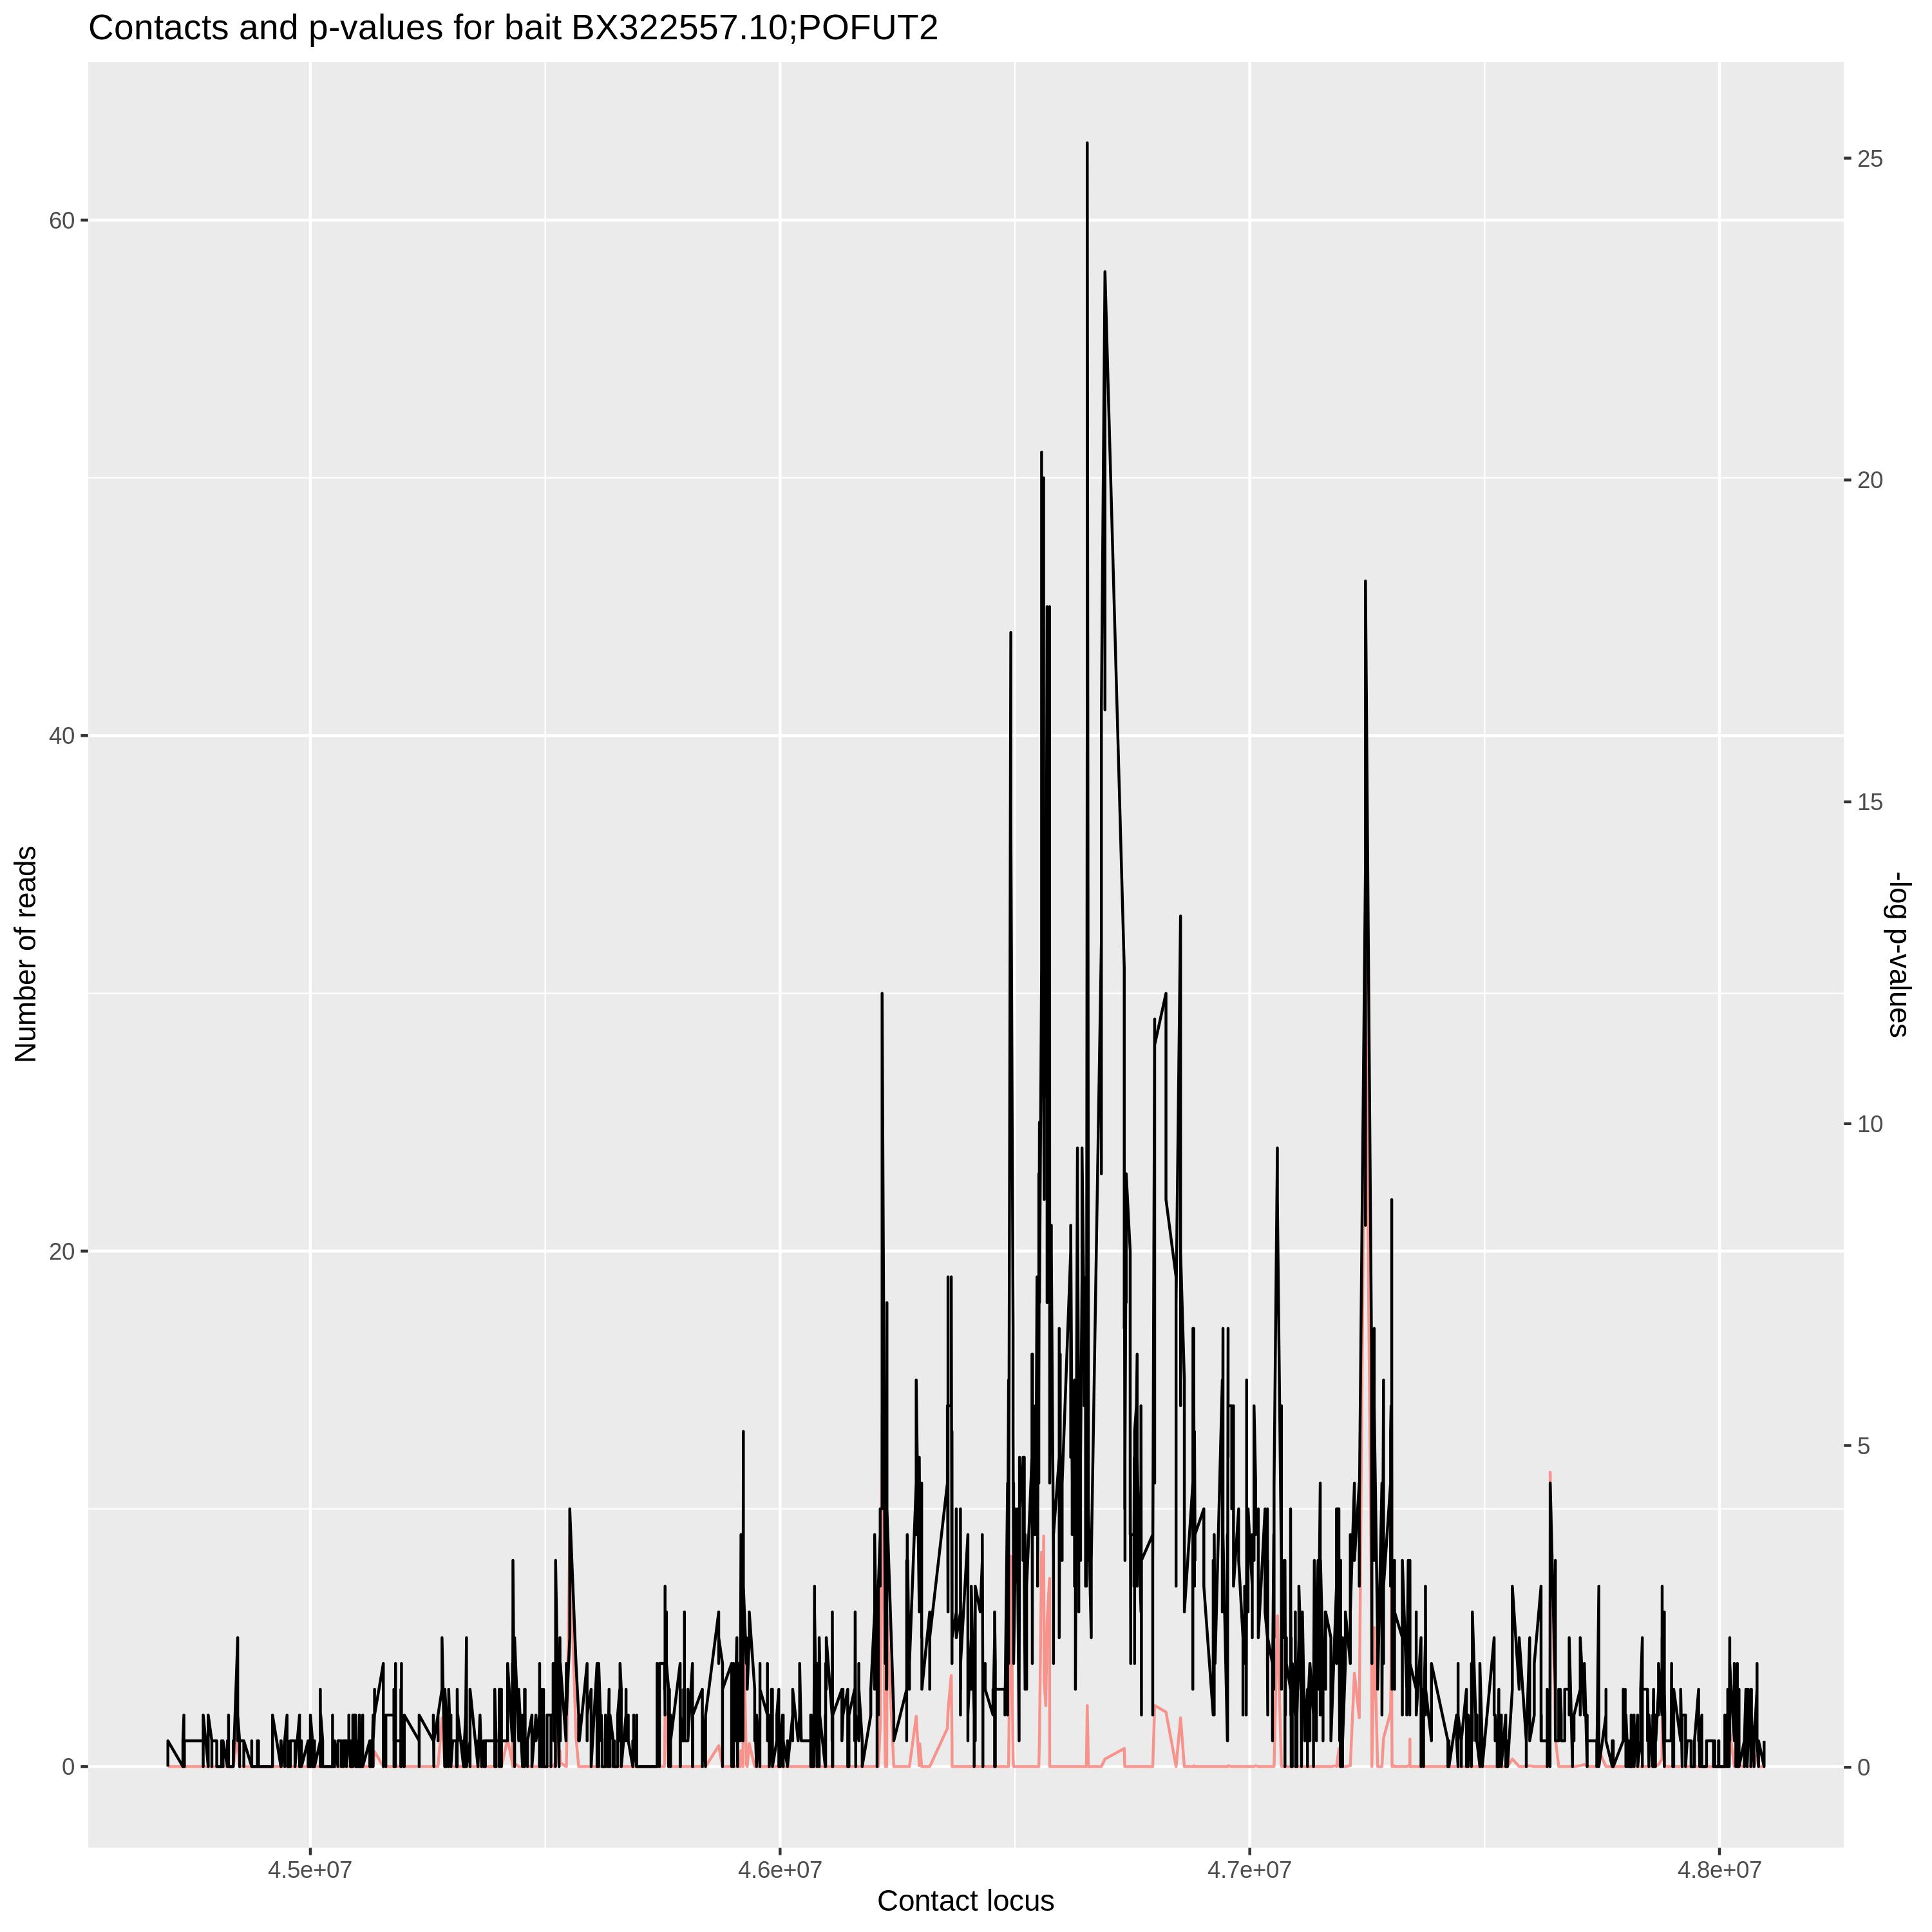 Contacts and p-values for bait BX322557.10;POFUT2
Number of reads
60
40
20
0
25
20
15
10
5
0
-log p-values
4.5e+07 4.6e+07 4.7e+07 4.8e+07
Contact locus